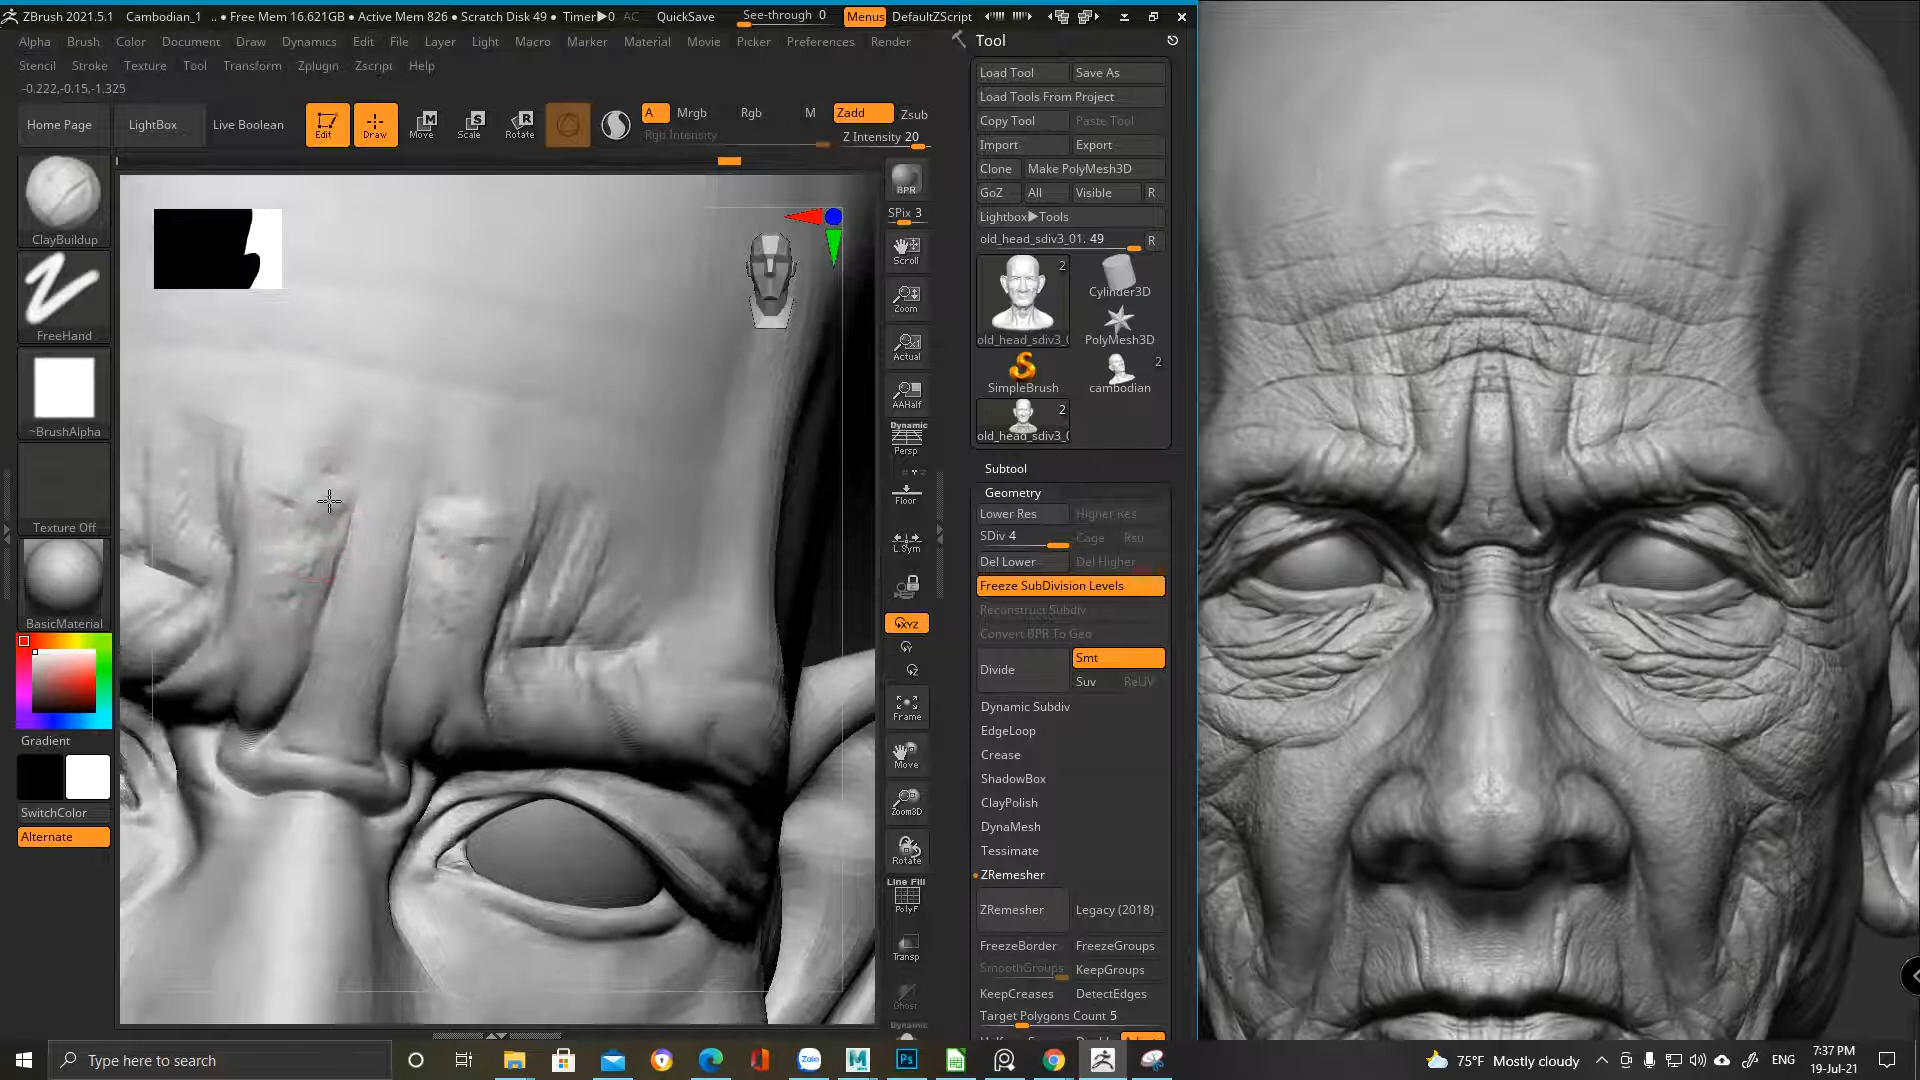 ZBrush 2021.5.1 Cambodian_1 .. • Free Mem 16.621GB • Active Mem 826 • Scratch Disk 49 • Timer▶0 AC QuickSave See-through 0 Menus DefaultZScript
Alpha Brush Color Document Draw Dynamics Edit File Layer Light Macro Marker Material Movie Picker Preferences Render
Stencil Stroke Texture Tool Transform Zplugin Zscript Help
-0.222,-0.15,-1.325
Home Page LightBox Live Boolean
Edit Draw Move Scale Rotate
A Mrgb Rgb M Zadd Zsub
Rgb Intensity Z Intensity 20
ClayBuildup
FreeHand
~BrushAlpha
Texture Off
BasicMaterial
Gradient
SwitchColor
Alternate
BPR
SPix 3
Scroll
Zoom
Actual
AAHalf
Dynamic
Persp
Floor
L.Sym
XYZ
Frame
Move
Zoom3D
Rotate
Line Fill
PolyF
Transp
Ghost
Dynamic
Tool
Load Tool Save As
Load Tools From Project
Copy Tool Paste Tool
Import Export
Clone Make PolyMesh3D
GoZ All Visible R
Lightbox▶Tools
old_head_sdiv3_01. 49 R
2
Cylinder3D
old_head_sdiv3_0 PolyMesh3D
2
SimpleBrush cambodian
2
old_head_sdiv3_0
Subtool
Geometry
Lower Res Higher Res
SDiv 4 Cage Rsu
Del Lower Del Higher
Freeze SubDivision Levels
Reconstruct Subdiv
Convert BPR To Geo
Divide Smt
Suv ReUV
Dynamic Subdiv
EdgeLoop
Crease
ShadowBox
ClayPolish
DynaMesh
Tessimate
ZRemesher
ZRemesher Legacy (2018)
FreezeBorder FreezeGroups
SmoothGroups KeepGroups
KeepCreases DetectEdges
Target Polygons Count 5
Type here to search
Zalo
Ps
75°F Mostly cloudy
ENG
7:37 PM
19-Jul-21